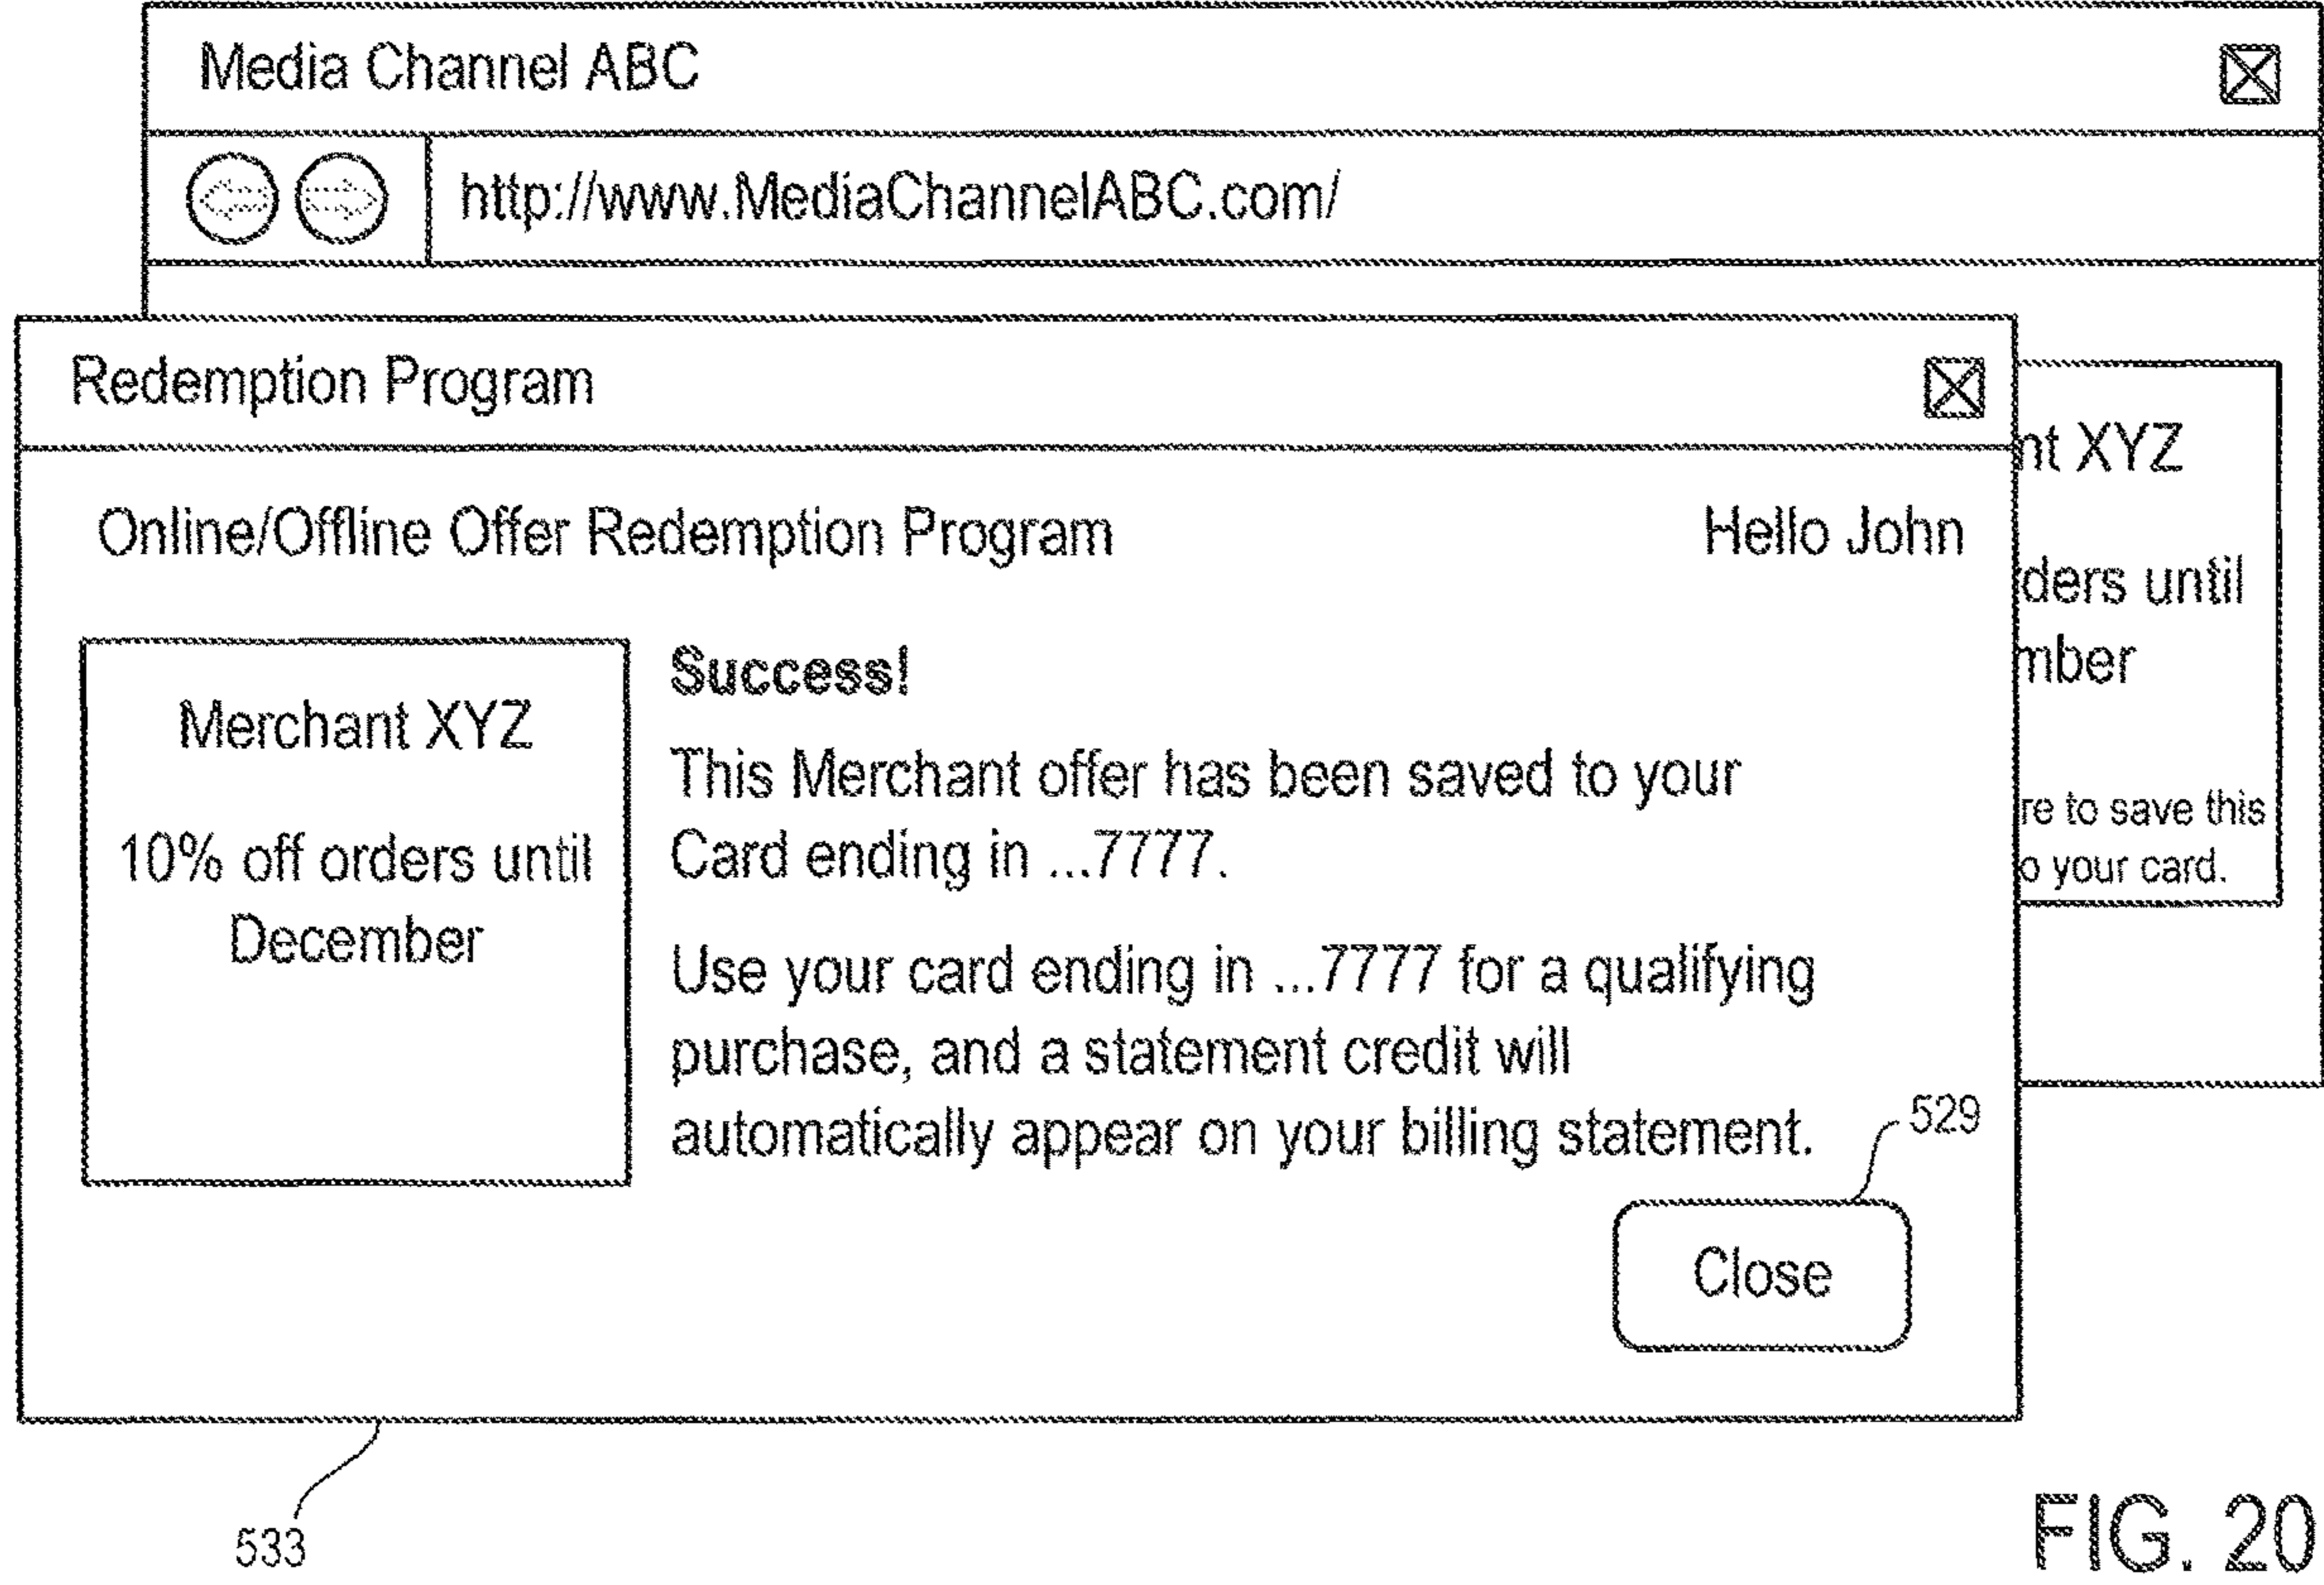 Media Channel ABC
http://www.MediaChannelABC.com/
Redemption Program
Online/Offline Offer Redemption Program
Hello John
Merchant XYZ
10% off orders until
December
Success!
This Merchant offer has been saved to your
Card ending in ...7777.
Use your card ending in ...7777 for a qualifying
purchase, and a statement credit will
automatically appear on your billing statement.
529
Close
nt XYZ
ders until
mber
re to save this
o your card.
533
FIG. 20